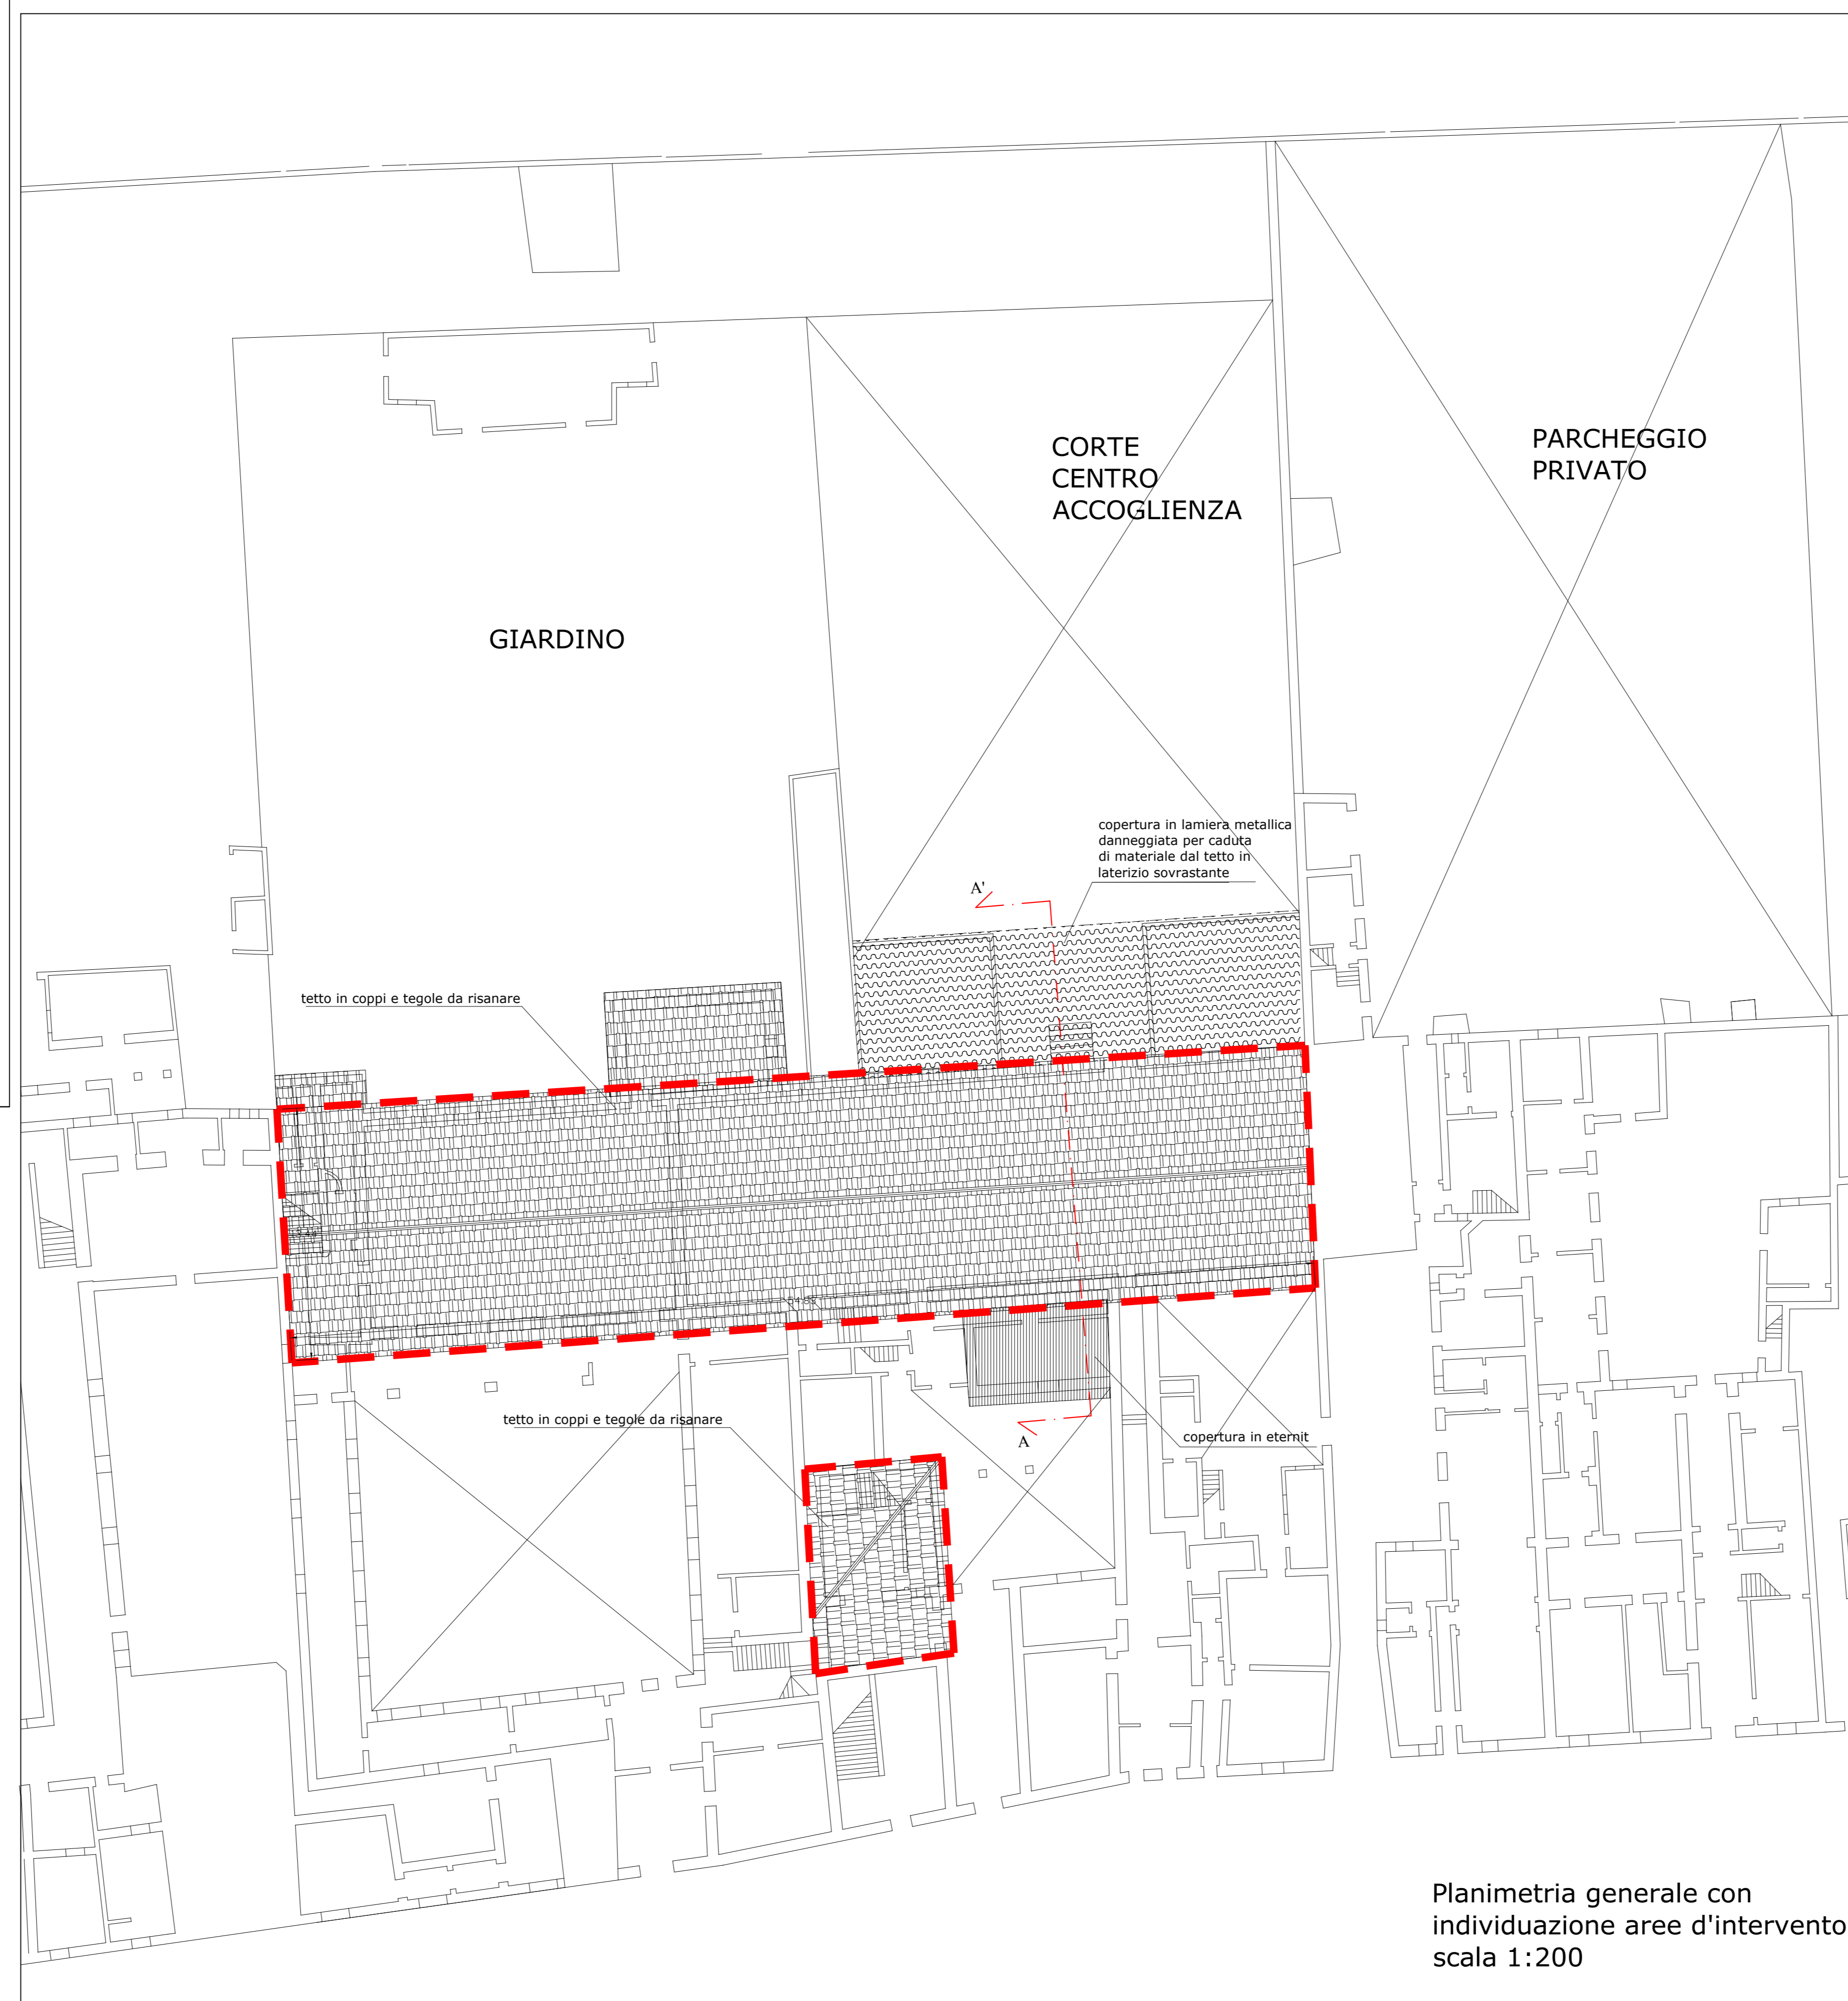 CORTE
CENTRO
ACCOGLIENZA
PARCHEGGIO
PRIVATO
GIARDINO
copertura in lamiera metallica
danneggiata per caduta
di materiale dal tetto in
laterizio sovrastante
A'
tetto in coppi e tegole da risanare
tetto in coppi e tegole da risanare
A
copertura in eternit
Planimetria generale con
individuazione aree d'intervento
scala 1:200